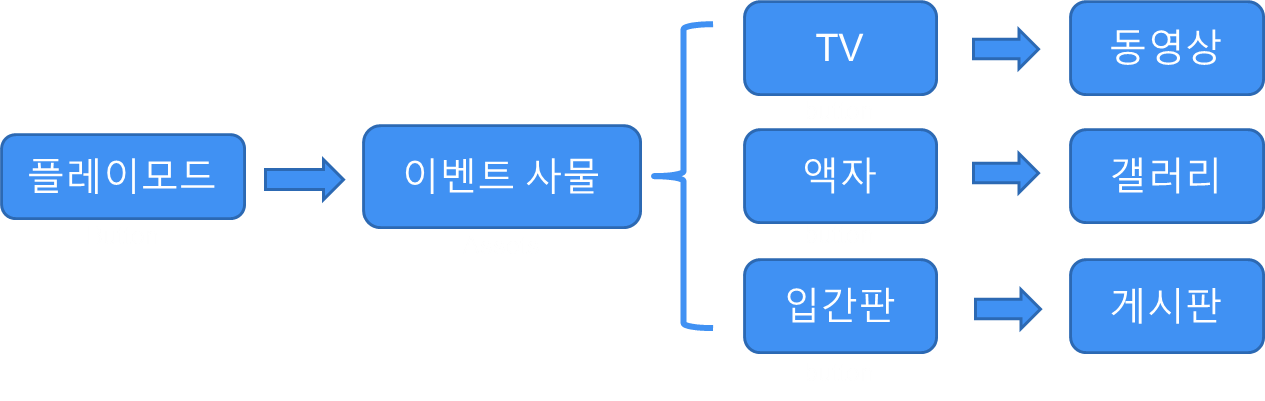 플레이모드
이벤트 사물
TV
동영상
액자
갤러리
입간판
게시판